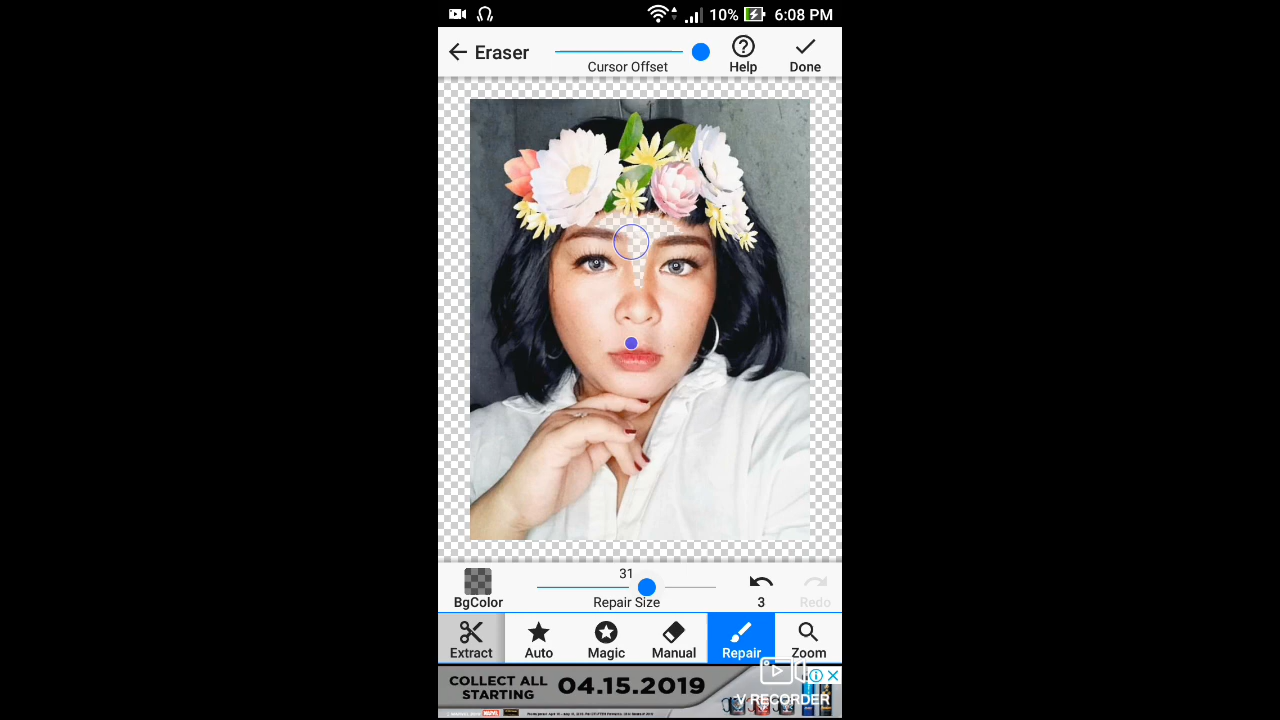 10% 6:08 PM
Eraser
Cursor Offset
Help
Done
31
BgColor
Repair Size
3
Redo
Extract
Auto
Magic
Manual
Repair
Zoom
COLLECT ALL
STARTING
04.15.2019
V RECORDER
MARVEL